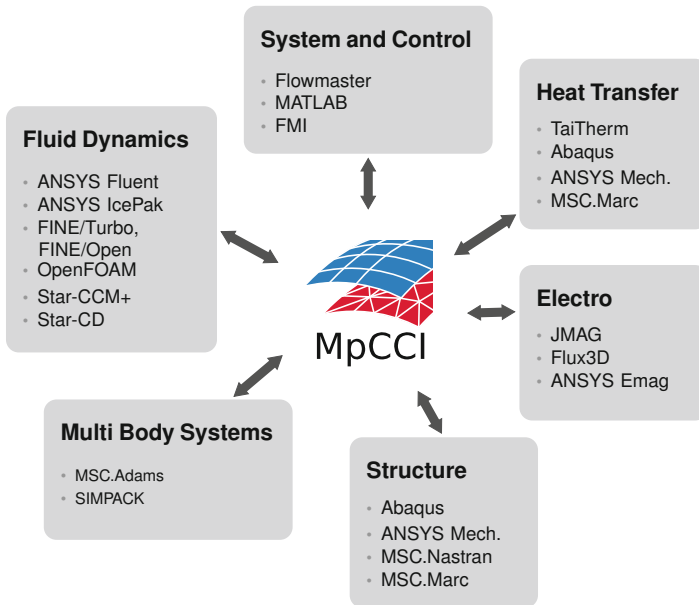 System and Control
• Flowmaster
• MATLAB
• FMI
Heat Transfer
• TaiTherm
• Abaqus
• ANSYS Mech.
• MSC.Marc
Fluid Dynamics
• ANSYS Fluent
• ANSYS IcePak
• FINE/Turbo,
FINE/Open
• OpenFOAM
• Star-CCM+
• Star-CD
MpCCI
Electro
• JMAG
• Flux3D
• ANSYS Emag
Multi Body Systems
• MSC.Adams
• SIMPACK
Structure
• Abaqus
• ANSYS Mech.
• MSC.Nastran
• MSC.Marc